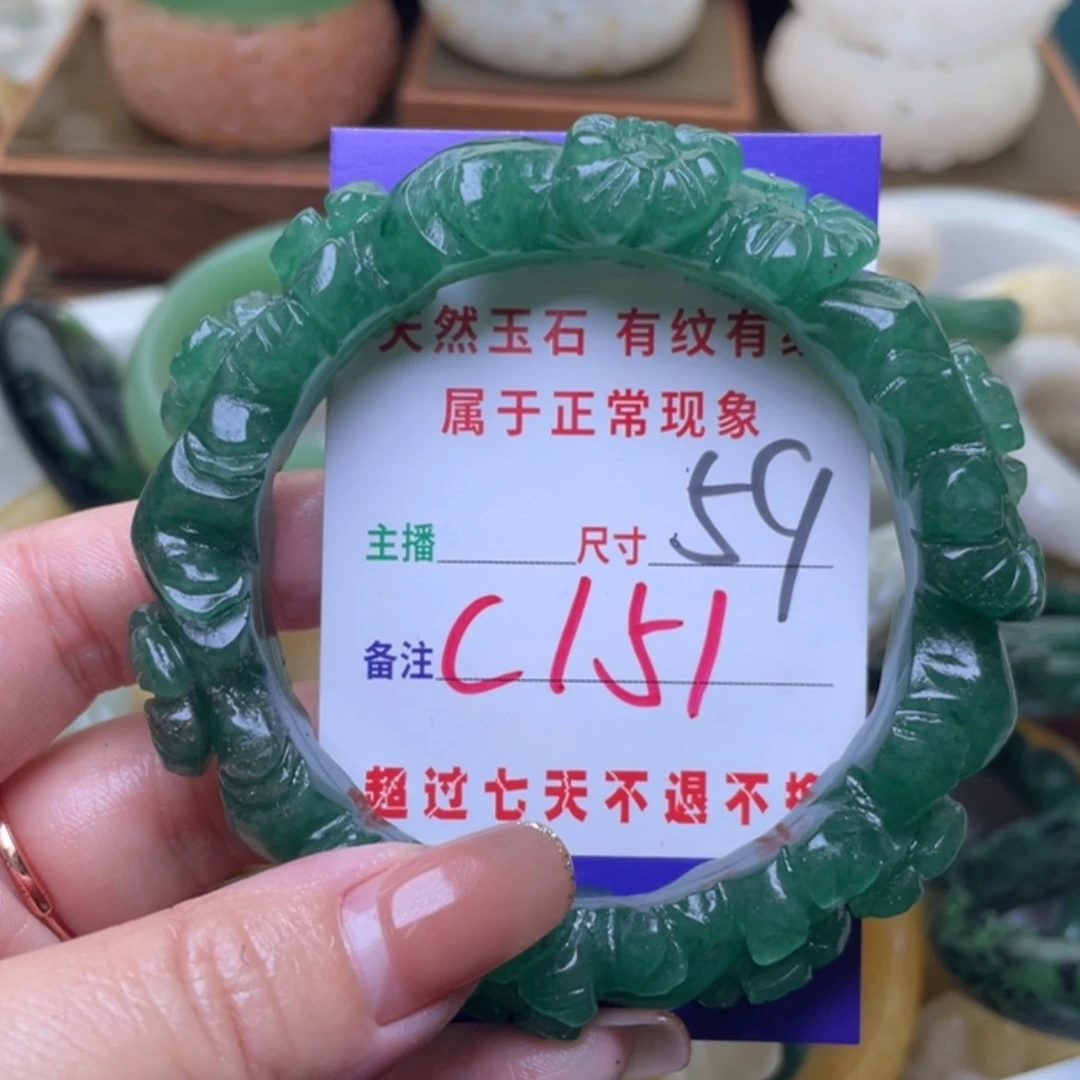 天然玉石 有纹有
属于正常现象
主播 尺寸 59
备注 C151
超过七天不退不换